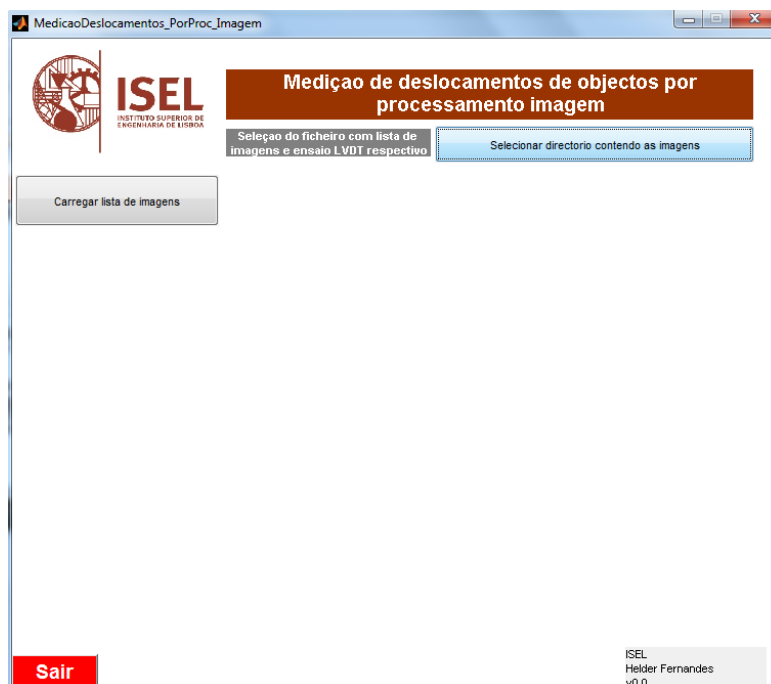 MedicaoDeslocamentos_PorProc_Imagem
ISEL
INSTITUTO SUPERIOR DE
ENGENHARIA DE LISBOA
Mediçao de deslocamentos de objectos por
processamento imagem
Seleçao do ficheiro com lista de
imagens e ensaio LVDT respectivo
Selecionar directorio contendo as imagens
Carregar lista de imagens
Sair
ISEL
Helder Fernandes
v0.0